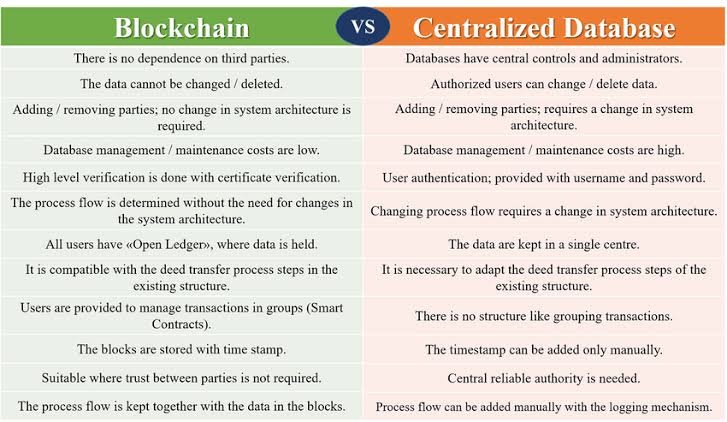 Blockchain VS Centralized Database
There is no dependence on third parties.
Databases have central controls and administrators.
The data cannot be changed / deleted.
Authorized users can change / delete data.
Adding / removing parties; no change in system architecture is
required.
Adding / removing parties; requires a change in system
architecture.
Database management / maintenance costs are low.
Database management / maintenance costs are high.
High level verification is done with certificate verification.
User authentication; provided with username and password.
The process flow is determined without the need for changes in
the system architecture.
Changing process flow requires a change in system architecture.
All users have «Open Ledger», where data is held.
The data are kept in a single centre.
It is compatible with the deed transfer process steps in the
existing structure.
It is necessary to adapt the deed transfer process steps of the
existing structure.
Users are provided to manage transactions in groups (Smart
Contracts).
There is no structure like grouping transactions.
The blocks are stored with time stamp.
The timestamp can be added only manually.
Suitable where trust between parties is not required.
Central reliable authority is needed.
The process flow is kept together with the data in the blocks.
Process flow can be added manually with the logging mechanism.